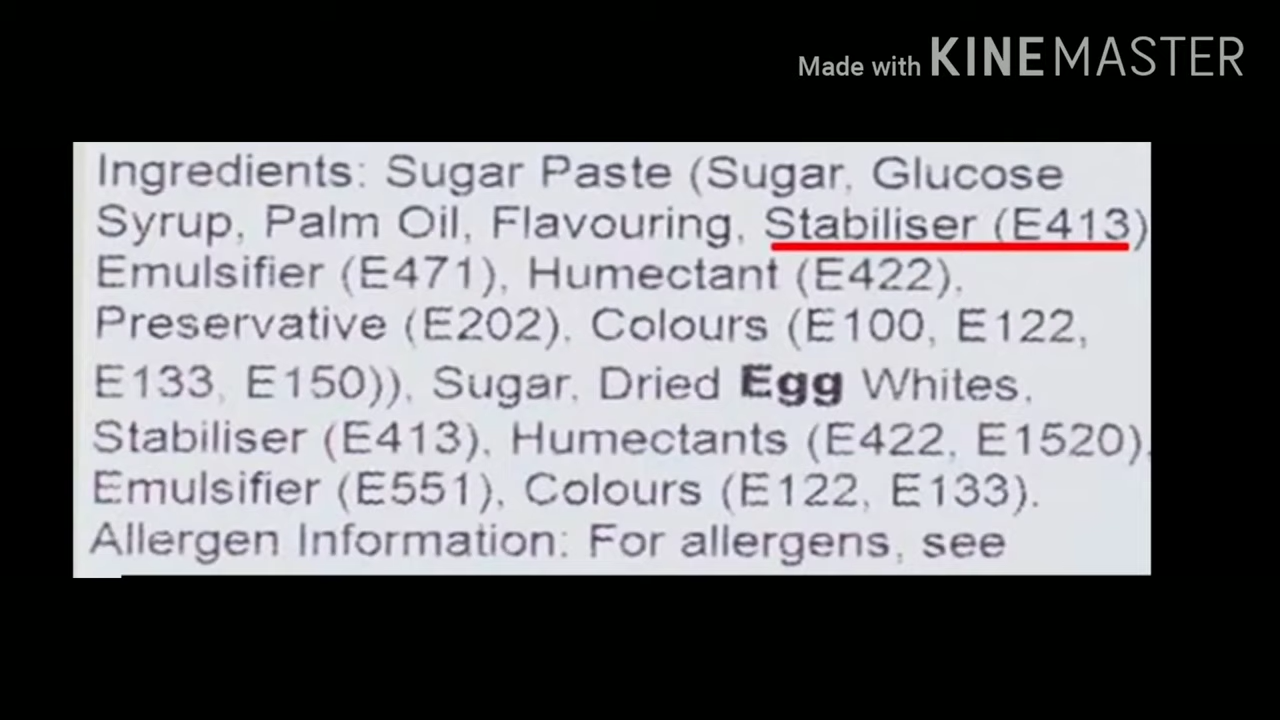 Made with KINEMASTER
Ingredients: Sugar Paste (Sugar, Glucose
Syrup, Palm Oil, Flavouring, Stabiliser (E413)
Emulsifier (E471), Humectant (E422),
Preservative (E202), Colours (E100, E122,
E133, E150)), Sugar, Dried Egg Whites,
Stabiliser (E413), Humectants (E422, E1520),
Emulsifier (E551), Colours (E122, E133).
Allergen Information: For allergens, see